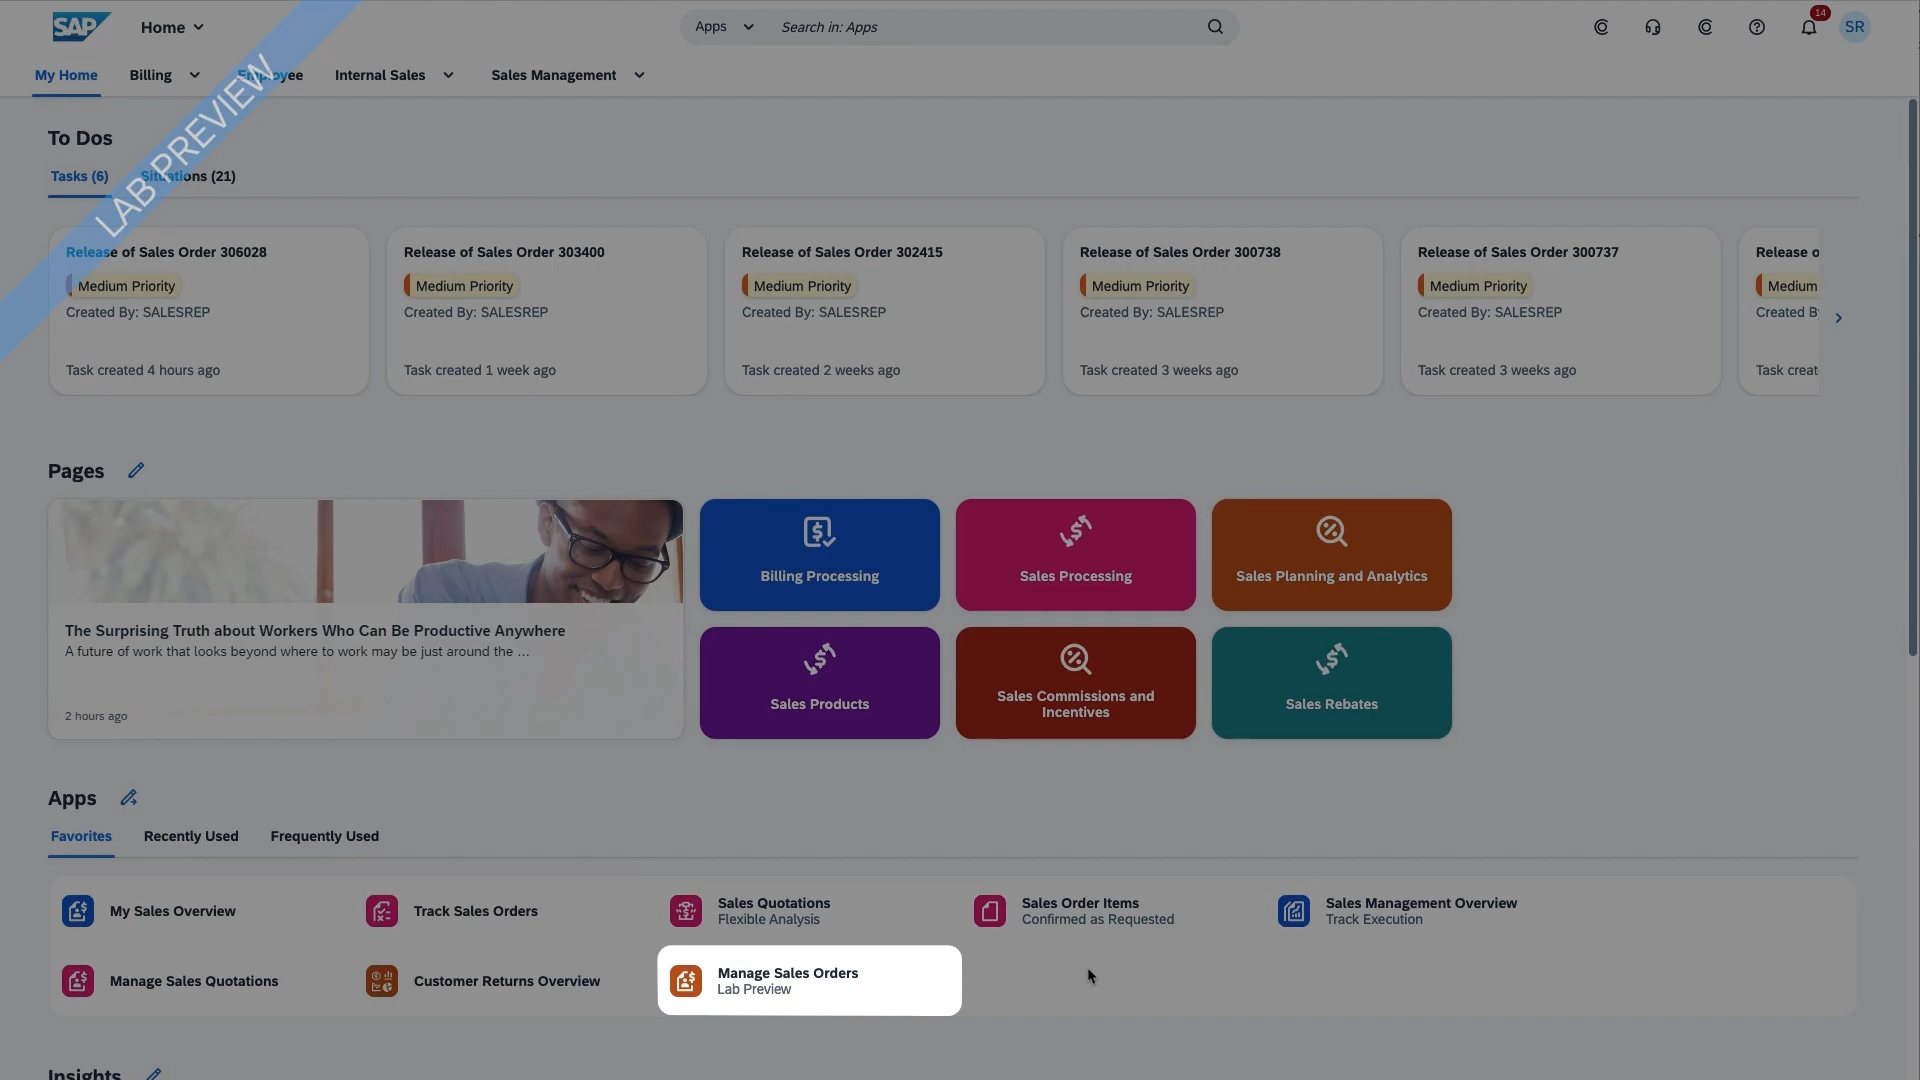 SAP Home Apps Search in: Apps 14 SR
My Home Billing Employee Internal Sales Sales Management
LAB PREVIEW
To Dos
Tasks (6) Situations (21)
Release of Sales Order 306028
Medium Priority
Created By: SALESREP
Task created 4 hours ago
Release of Sales Order 303400
Medium Priority
Created By: SALESREP
Task created 1 week ago
Release of Sales Order 302415
Medium Priority
Created By: SALESREP
Task created 2 weeks ago
Release of Sales Order 300738
Medium Priority
Created By: SALESREP
Task created 3 weeks ago
Release of Sales Order 300737
Medium Priority
Created By: SALESREP
Task created 3 weeks ago
Release o
Medium
Created B
Task creat
Pages
The Surprising Truth about Workers Who Can Be Productive Anywhere
A future of work that looks beyond where to work may be just around the ...
2 hours ago
Billing Processing
Sales Processing
Sales Planning and Analytics
Sales Products
Sales Commissions and
Incentives
Sales Rebates
Apps
Favorites Recently Used Frequently Used
My Sales Overview
Track Sales Orders
Sales Quotations
Flexible Analysis
Sales Order Items
Confirmed as Requested
Sales Management Overview
Track Execution
Manage Sales Quotations
Customer Returns Overview
Manage Sales Orders
Lab Preview
Insights